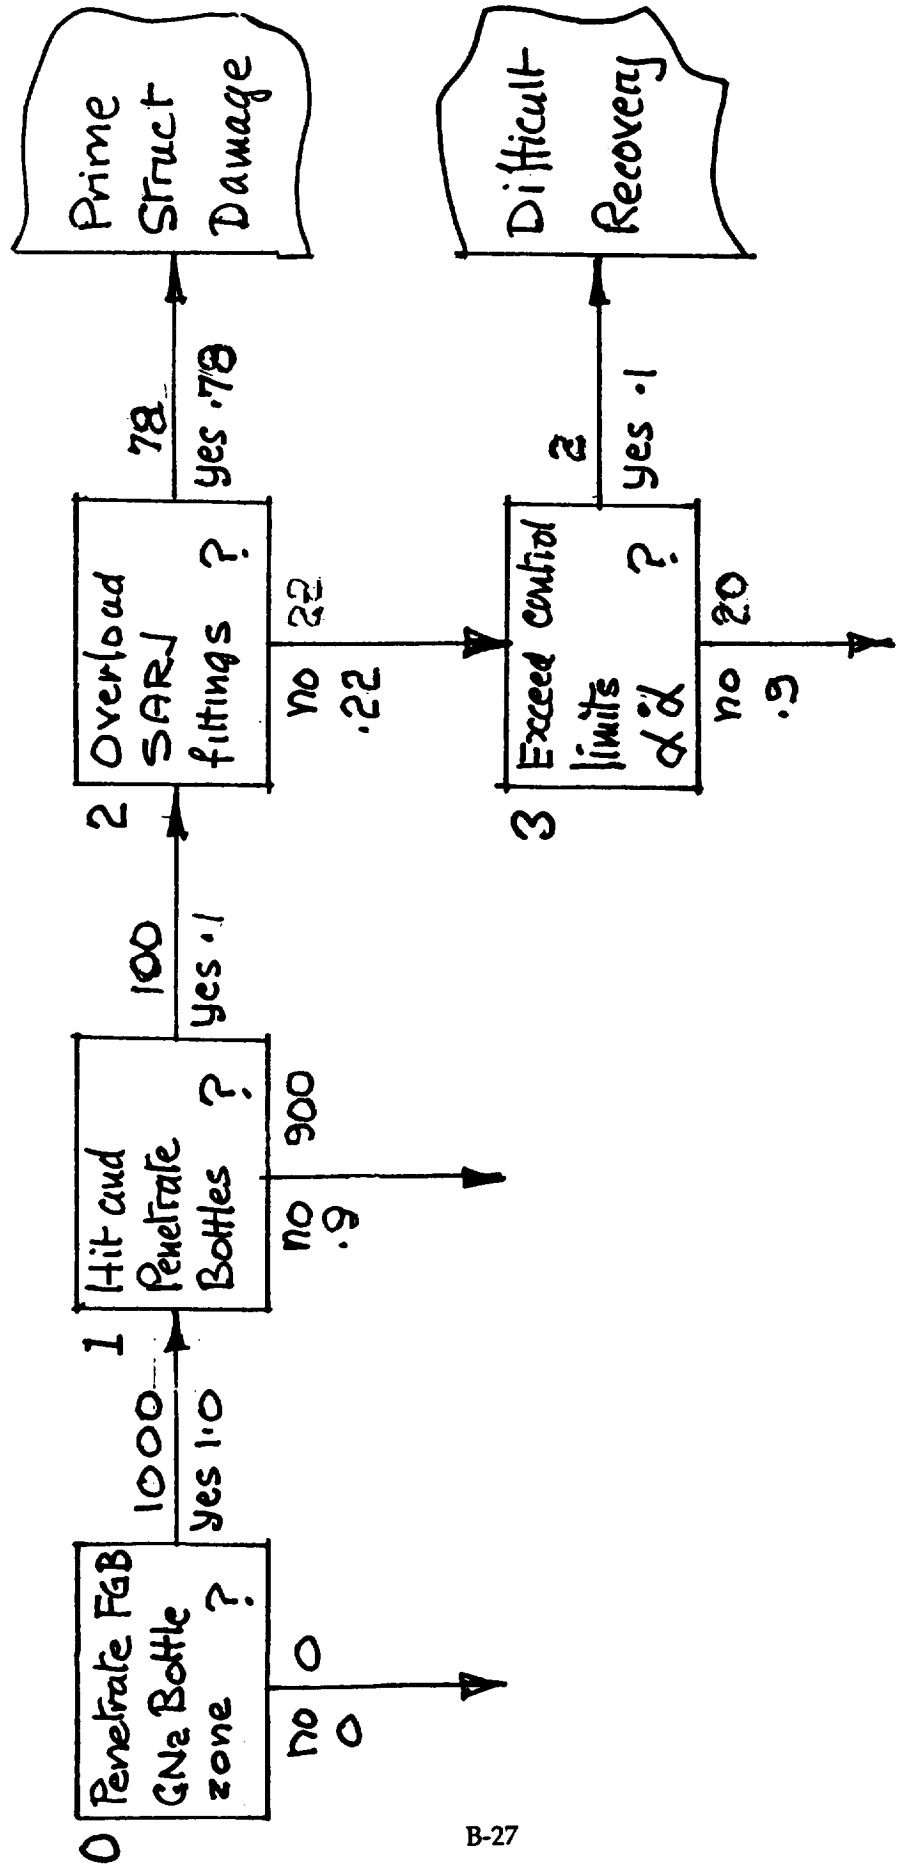 0
Penetrate FGB
GN2 Bottle
zone ?
1000
yes 1.0
no 0
0
1
Hit and
Penetrate
Bottles ?
100
yes .1
no 900
.9
2
Overload
SARJ
fittings ?
78
yes .78
no 22
.22
Prime
Struct
Damage
3
Exceed control
limits
?
2
yes .1
no 20
.9
Difficult
Recovery
B-27